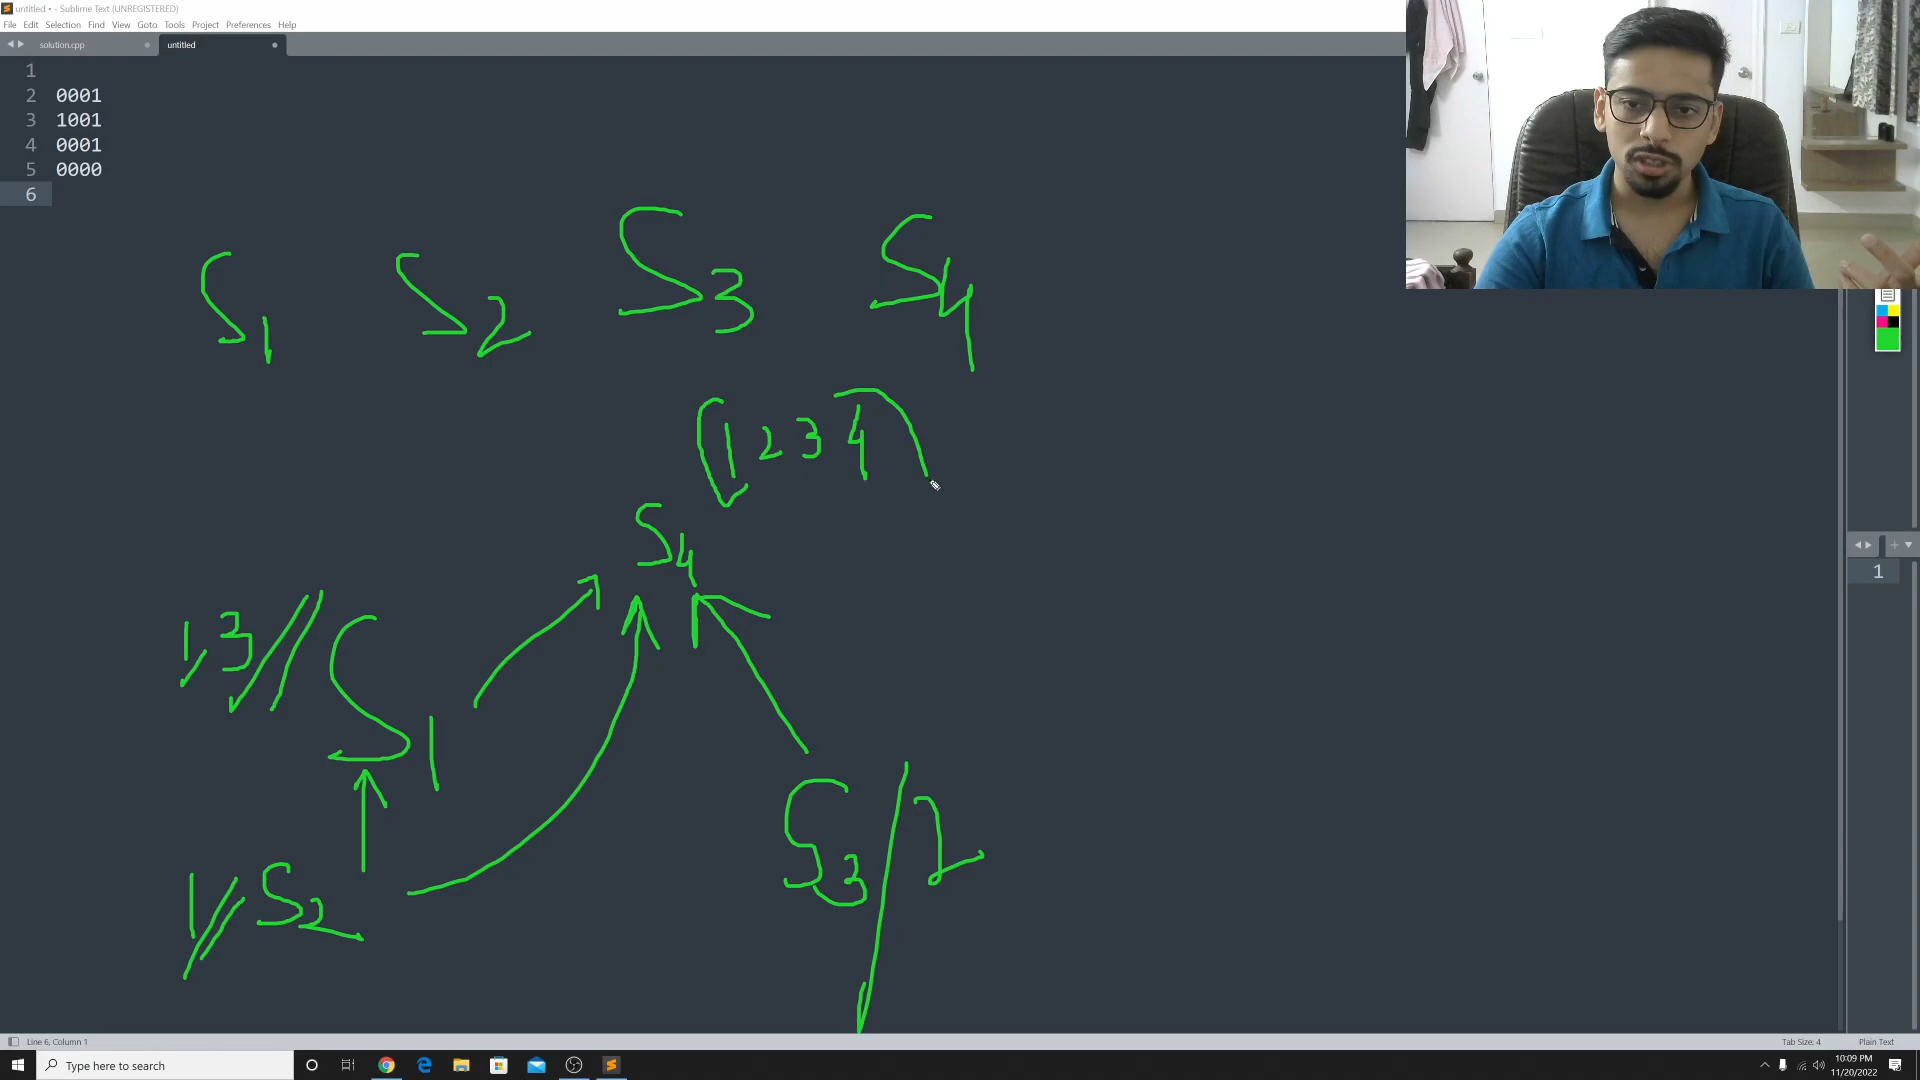 untitled • - Sublime Text (UNREGISTERED)
File Edit Selection Find View Goto Tools Project Preferences Help
solution.cpp
untitled
1
2 0001
3 1001
4 0001
5 0000
6
S1 S2 S3 S4
1 2 3 4
S4
1,3 S1
S3 2
1 S2
1
Line 6, Column 1
Tab Size: 4
Plain Text
Type here to search
10:09 PM
11/20/2022